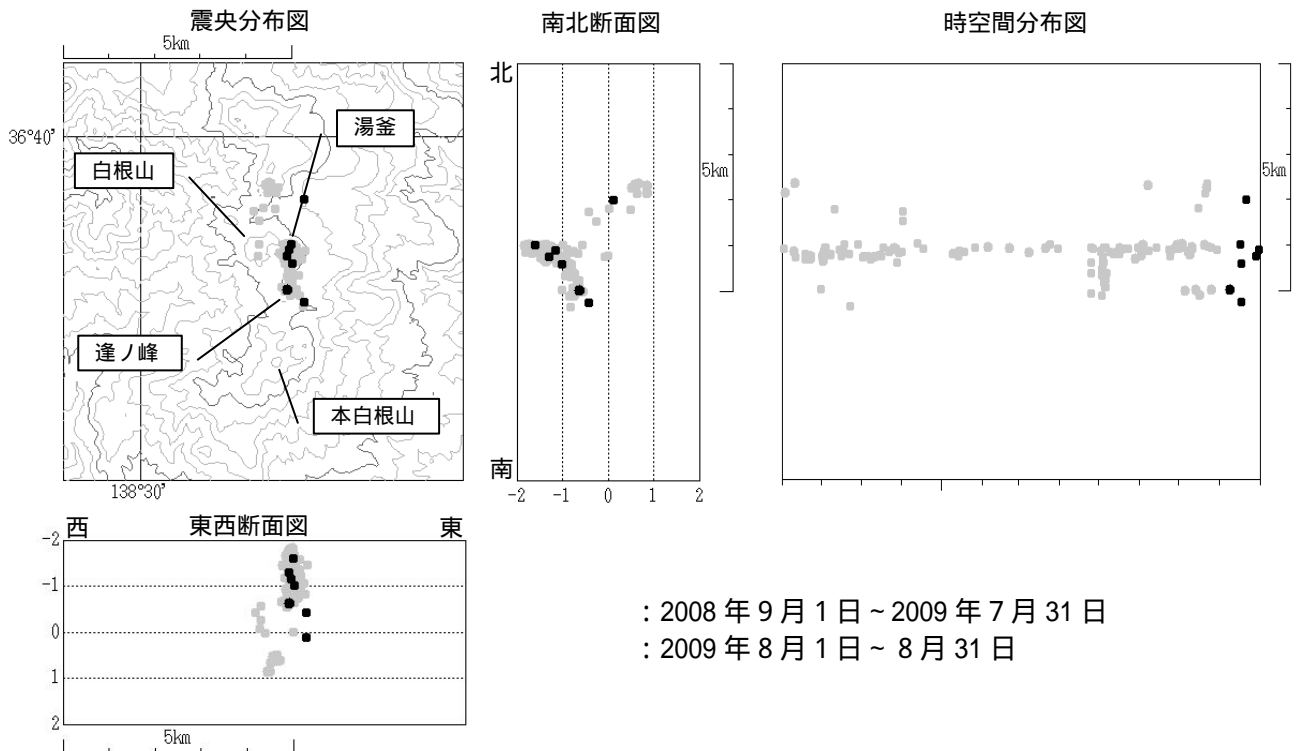 震央分布図
5km
36°40'
湯釜
白根山
逢ノ峰
本白根山
138°30'
南北断面図
北
5km
南
-2 -1 0 1 2
時空間分布図
5km
西 東西断面図 東
-2
-1
0
1
2
5km
: 2008 年 9 月 1 日 ~ 2009 年 7 月 31 日
: 2009 年 8 月 1 日 ~ 8 月 31 日